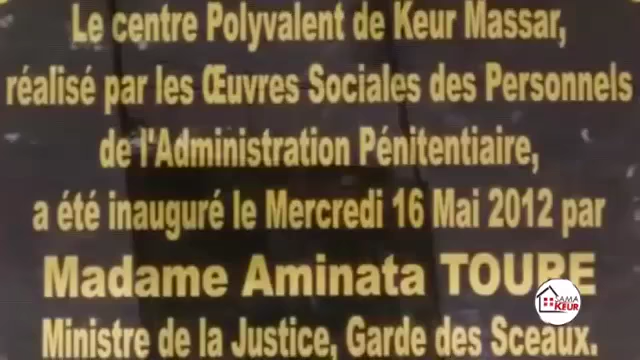 Le centre Polyvalent de Keur Massar,
réalisé par les Œuvres Sociales des Personnels
de l'Administration Pénitentiaire,
a été inauguré le Mercredi 16 Mai 2012 par
Madame Aminata TOURE
Ministre de la Justice, Garde des Sceaux.
SAMA
KEUR